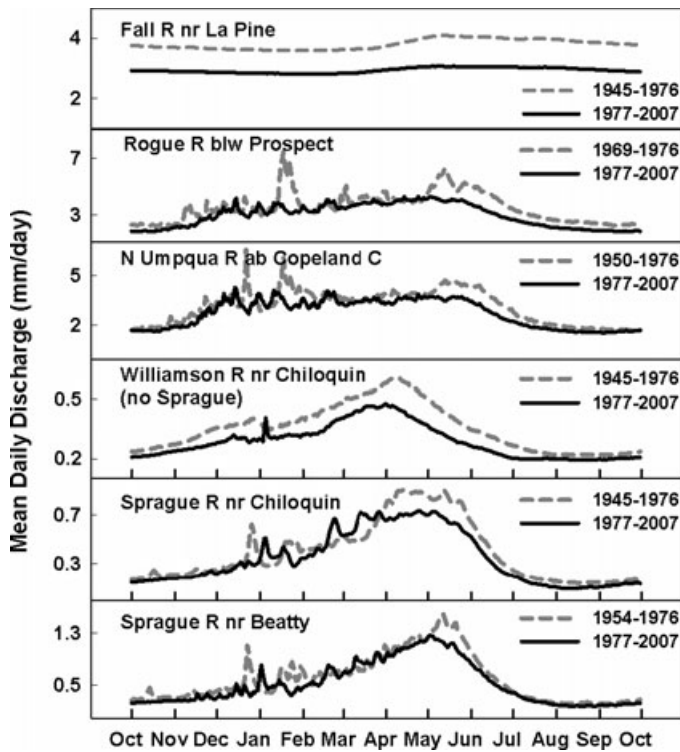 Mean Daily Discharge (mm/day)
Fall R nr La Pine
4
2
1945-1976
1977-2007
Rogue R blw Prospect
7
3
1969-1976
1977-2007
N Umpqua R ab Copeland C
5
2
1950-1976
1977-2007
Williamson R nr Chiloquin
(no Sprague)
0.5
0.2
1945-1976
1977-2007
Sprague R nr Chiloquin
0.7
0.3
1945-1976
1977-2007
Sprague R nr Beatty
1.3
0.5
1954-1976
1977-2007
Oct Nov Dec Jan Feb Mar Apr May Jun Jul Aug Sep Oct